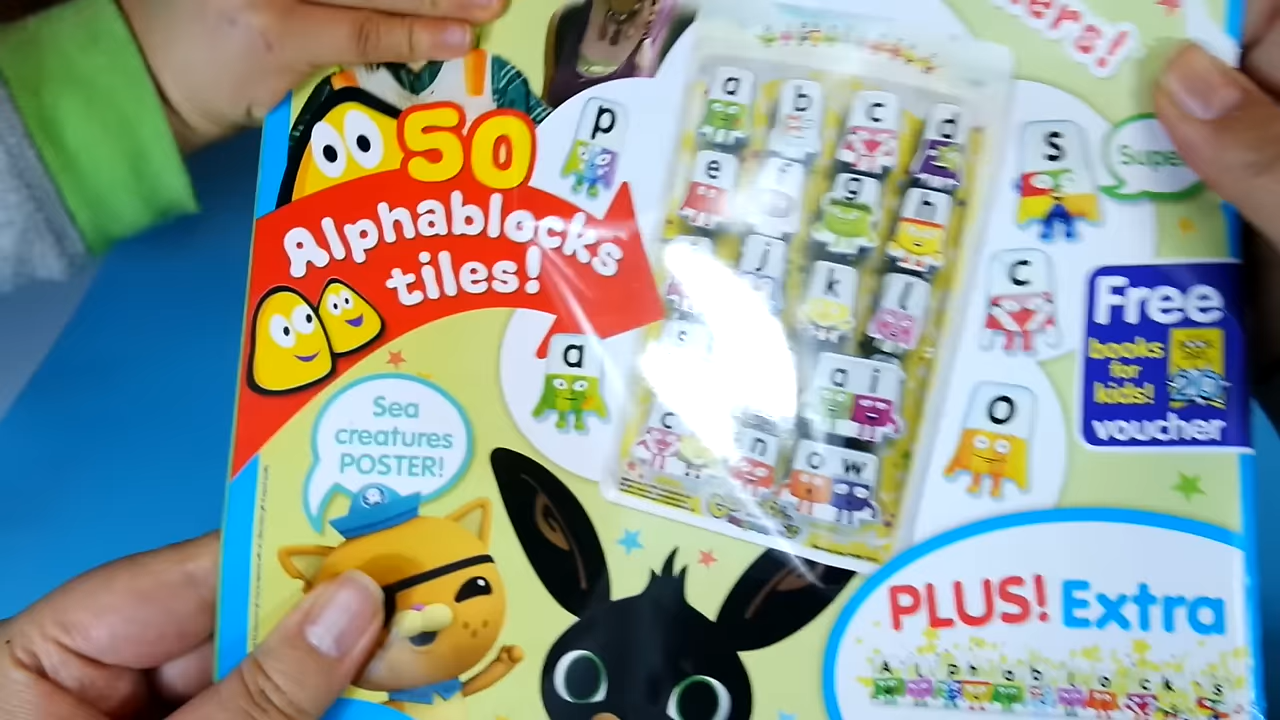 50
Alphablocks
tiles!
p
a
Sea
creatures
POSTER!
a b c d
e f g h
j k l
a i
c
n
o w
s
c
o
Free
books
for
kids!
voucher
PLUS! Extra
A l p h a b l o c k s